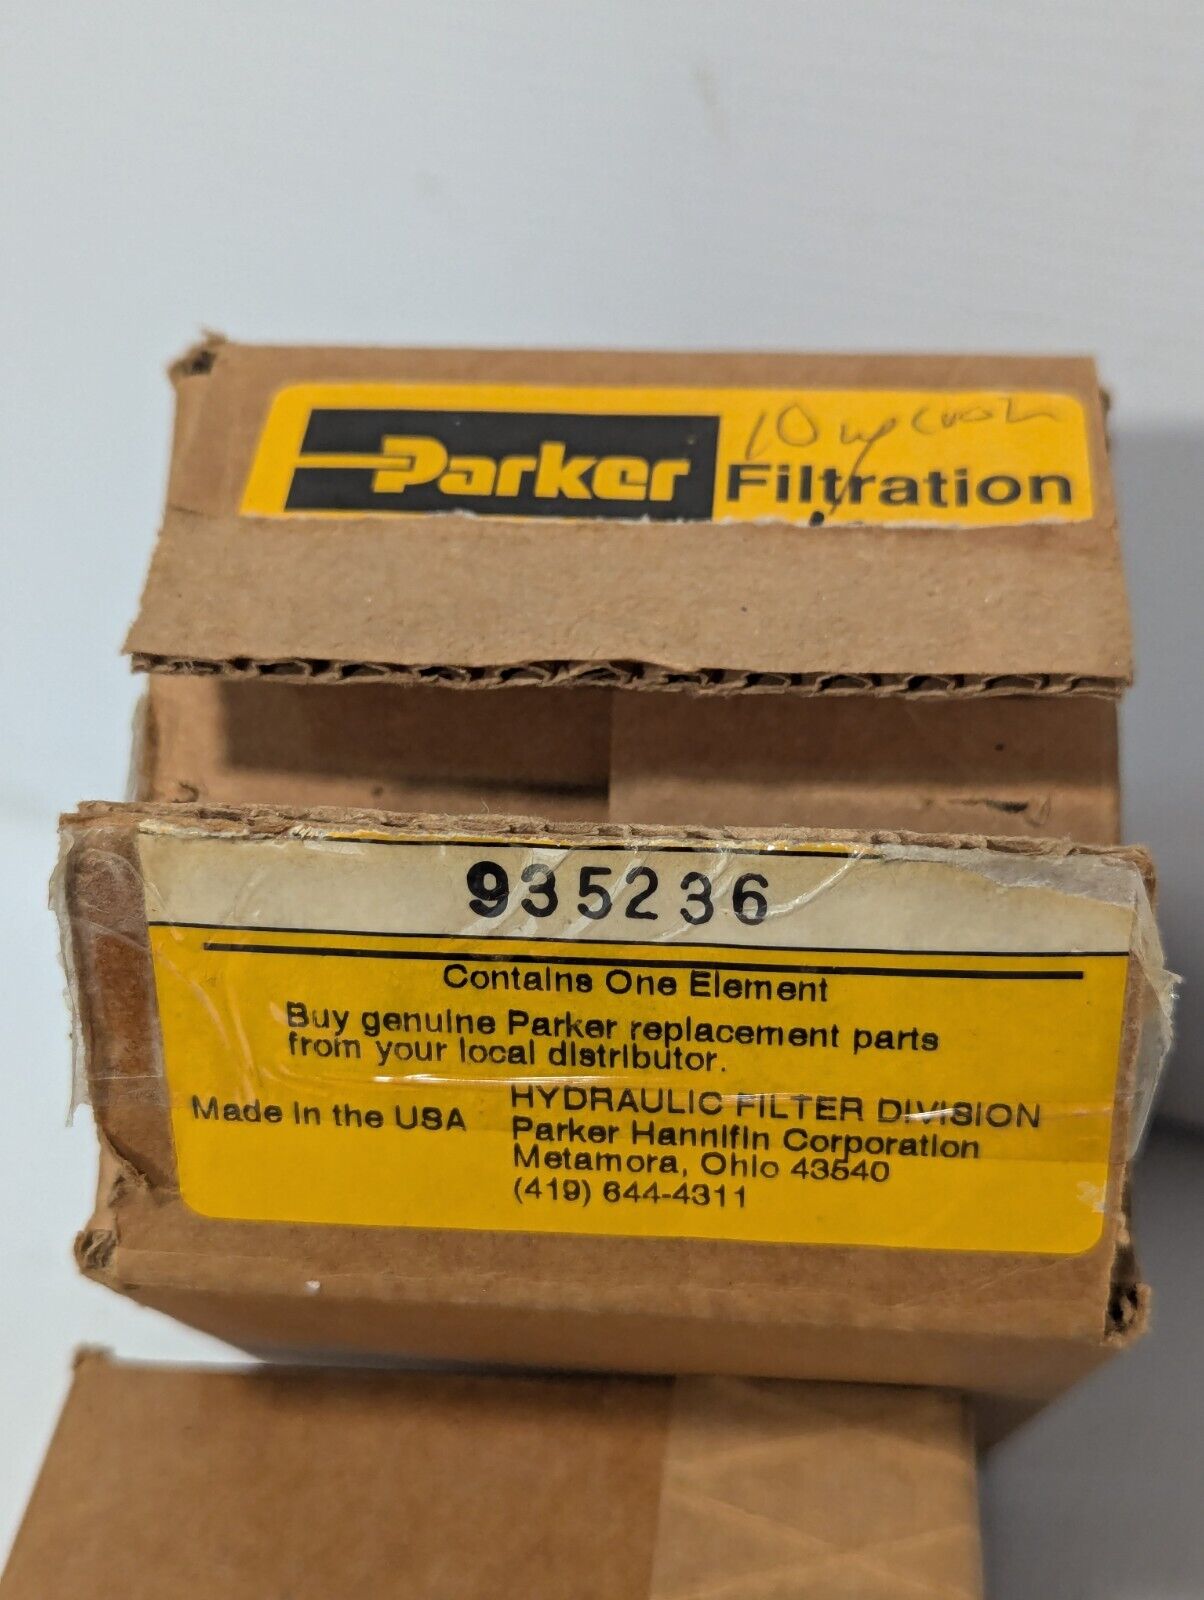 10
Parker Filtration
935236
Contains One Element
Buy genuine Parker replacement parts
from your local distributor.
Made in the USA
HYDRAULIC FILTER DIVISION
Parker Hannifin Corporation
Metamora, Ohio 43540
(419) 644-4311